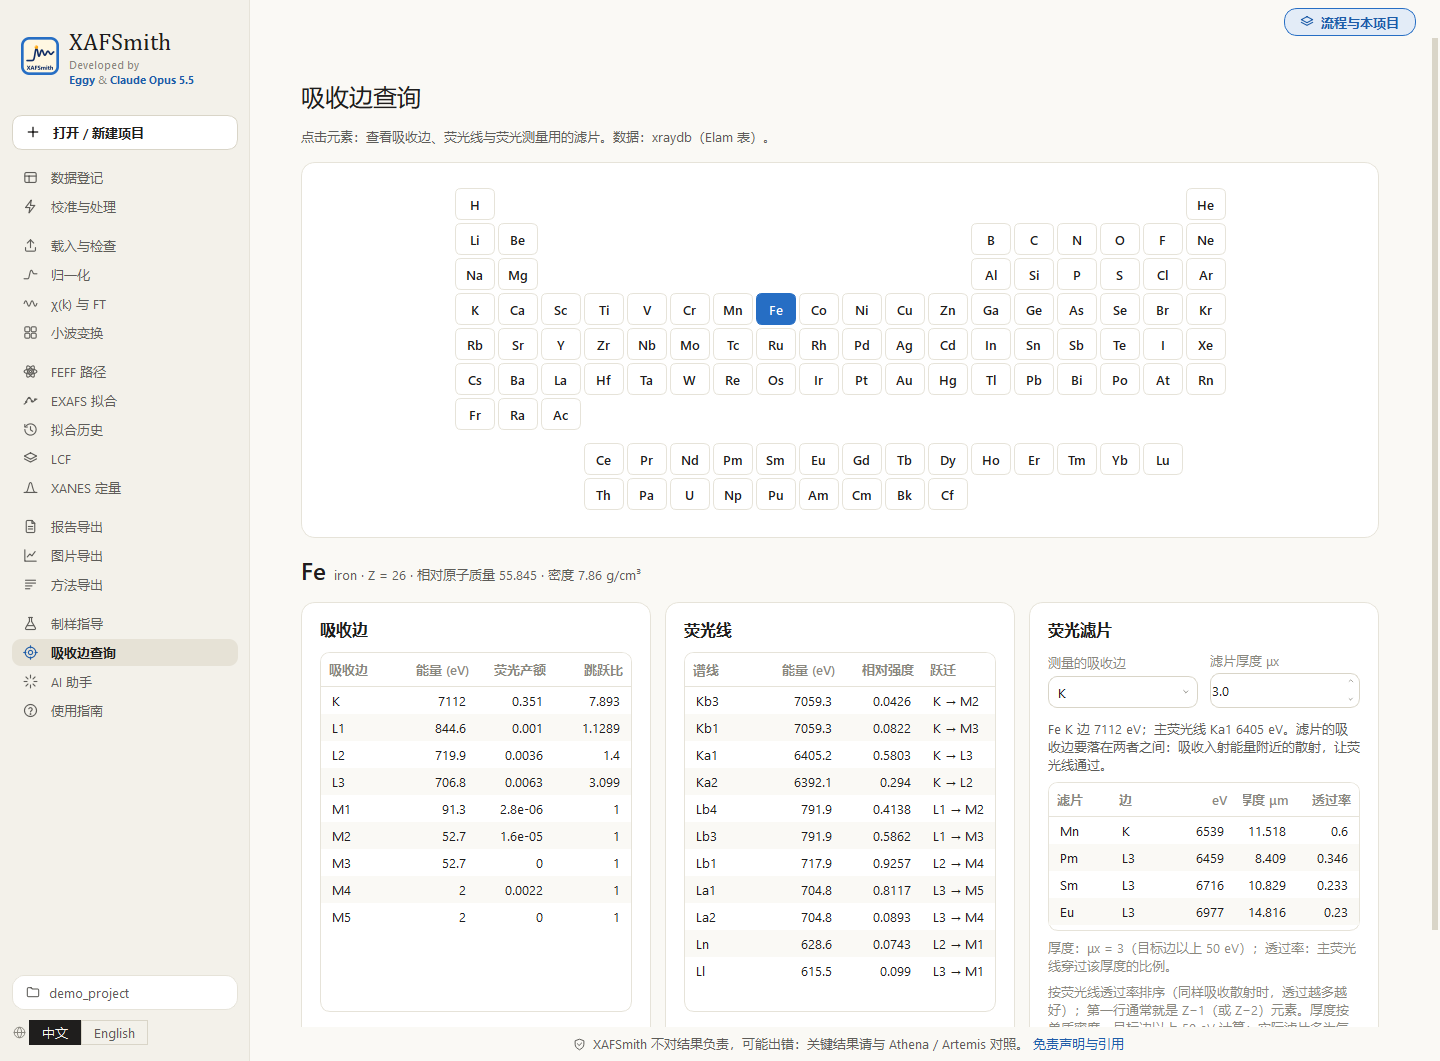 流程与本项目
XAFSmith
XAFSmith
Developed by
Eggy & Claude Opus 5.5
打开 / 新建项目
数据登记
校准与处理
载入与检查
归一化
χ(k) 与 FT
小波变换
FEFF 路径
EXAFS 拟合
拟合历史
LCF
XANES 定量
报告导出
图片导出
方法导出
制样指导
吸收边查询
AI 助手
使用指南
demo_project
中文 English
吸收边查询
点击元素：查看吸收边、荧光线与荧光测量用的滤片。数据：xraydb（Elam 表）。
H He
Li Be B C N O F Ne
Na Mg Al Si P S Cl Ar
K Ca Sc Ti V Cr Mn Fe Co Ni Cu Zn Ga Ge As Se Br Kr
Rb Sr Y Zr Nb Mo Tc Ru Rh Pd Ag Cd In Sn Sb Te I Xe
Cs Ba La Hf Ta W Re Os Ir Pt Au Hg Tl Pb Bi Po At Rn
Fr Ra Ac
Ce Pr Nd Pm Sm Eu Gd Tb Dy Ho Er Tm Yb Lu
Th Pa U Np Pu Am Cm Bk Cf
Fe iron · Z = 26 · 相对原子质量 55.845 · 密度 7.86 g/cm³
吸收边
吸收边 能量 (eV) 荧光产额 跳跃比
K 7112 0.351 7.893
L1 844.6 0.001 1.1289
L2 719.9 0.0036 1.4
L3 706.8 0.0063 3.099
M1 91.3 2.8e-06 1
M2 52.7 1.6e-05 1
M3 52.7 0 1
M4 2 0.0022 1
M5 2 0 1
荧光线
谱线 能量 (eV) 相对强度 跃迁
Kb3 7059.3 0.0426 K → M2
Kb1 7059.3 0.0822 K → M3
Ka1 6405.2 0.5803 K → L3
Ka2 6392.1 0.294 K → L2
Lb4 791.9 0.4138 L1 → M2
Lb3 791.9 0.5862 L1 → M3
Lb1 717.9 0.9257 L2 → M4
La1 704.8 0.8117 L3 → M5
La2 704.8 0.0893 L3 → M4
Ln 628.6 0.0743 L2 → M1
Ll 615.5 0.099 L3 → M1
荧光滤片
测量的吸收边 滤片厚度 μx
K 3.0
Fe K 边 7112 eV；主荧光线 Ka1 6405 eV。滤片的吸
收边要落在两者之间：吸收入射能量附近的散射，让荧
光线通过。
滤片 边 eV 厚度 μm 透过率
Mn K 6539 11.518 0.6
Pm L3 6459 8.409 0.346
Sm L3 6716 10.829 0.233
Eu L3 6977 14.816 0.23
厚度：μx = 3（目标边以上 50 eV）；透过率：主荧光
线穿过该厚度的比例。
按荧光线透过率排序（同样吸收散射时，透过越多越
好）；第一行通常就是 Z−1（或 Z−2）元素。厚度按
XAFSmith 不对结果负责，可能出错：关键结果请与 Athena / Artemis 对照。 免责声明与引用